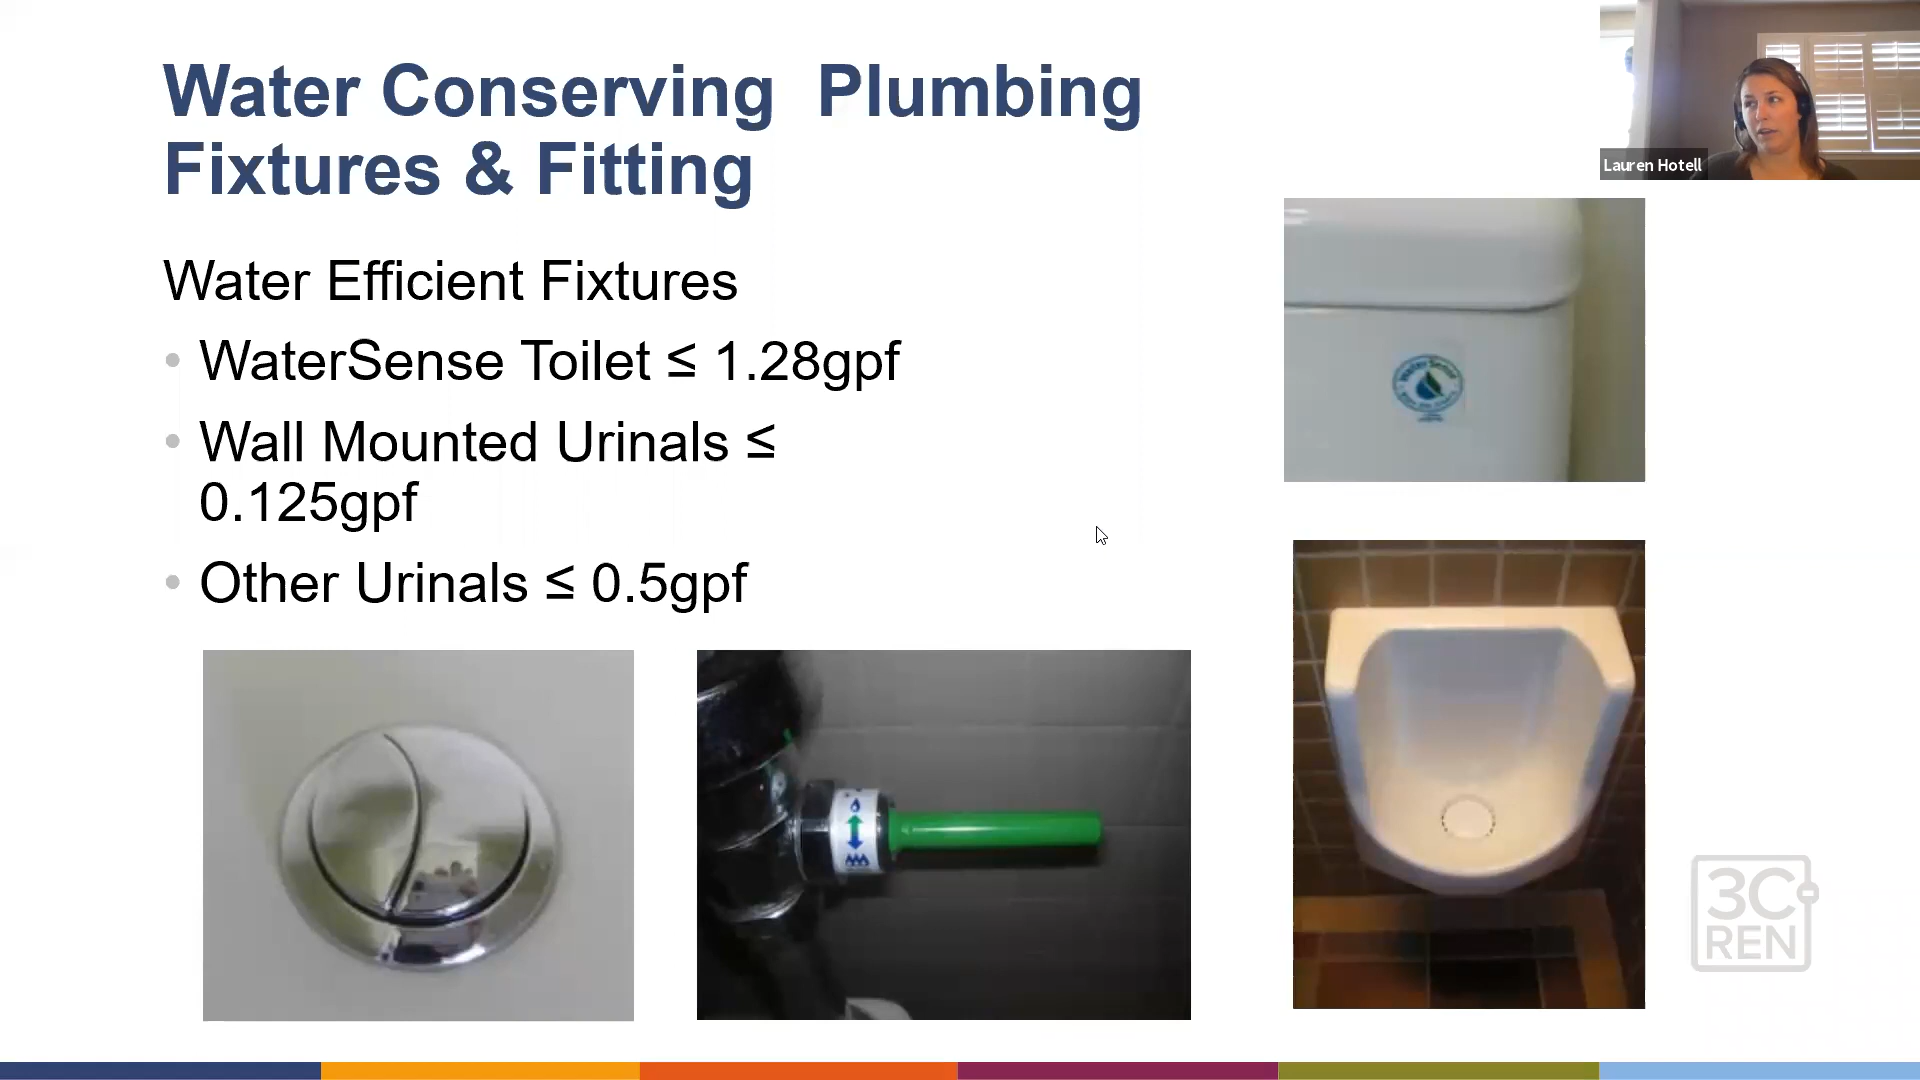 Water Conserving  Plumbing
Fixtures & Fitting
Lauren Hotell
Water Efficient Fixtures
• WaterSense Toilet ≤ 1.28gpf
• Wall Mounted Urinals ≤
0.125gpf
• Other Urinals ≤ 0.5gpf
WaterSense
3C-
REN